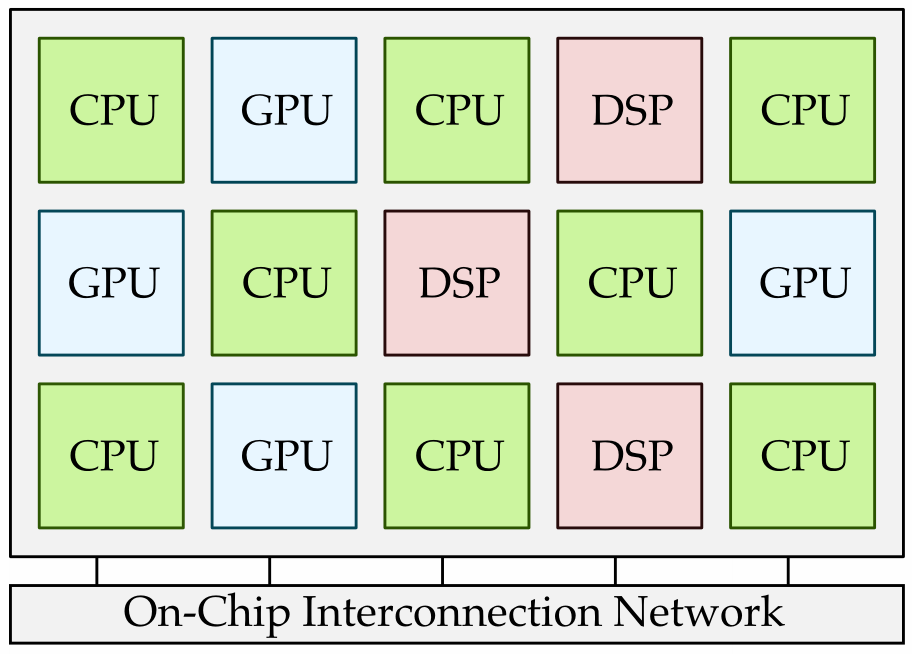 CPU GPU CPU DSP CPU
GPU CPU DSP CPU GPU
CPU GPU CPU DSP CPU
On-Chip Interconnection Network